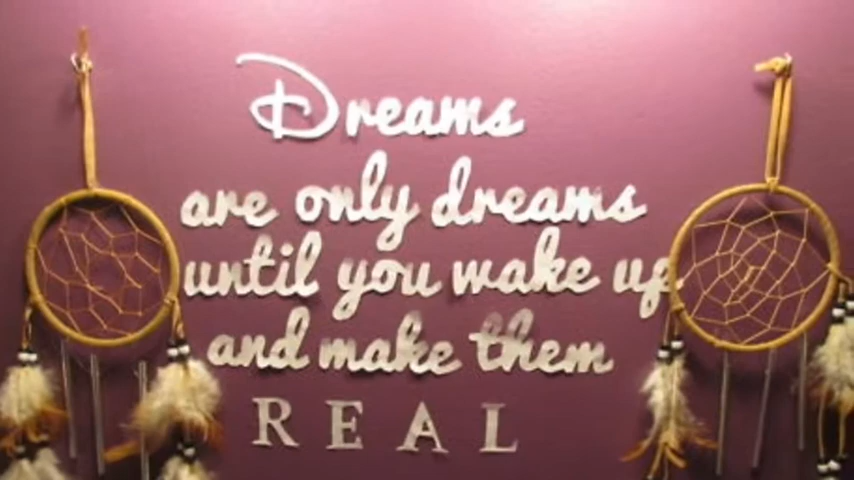 Dreams
are only dreams
until you wake up
and make them
REAL